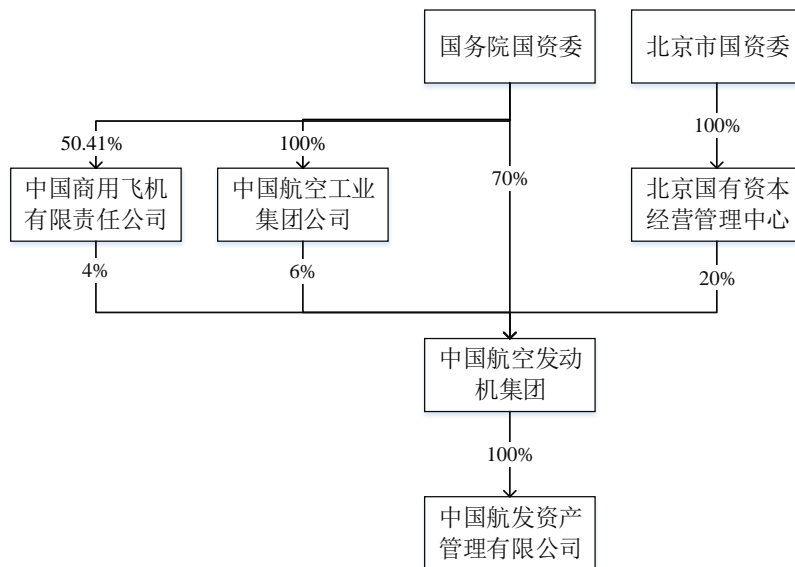 国务院国资委
北京市国资委
50.41%
100%
100%
70%
中国商用飞机
有限责任公司
中国航空工业
集团公司
北京国有资本
经营管理中心
4%
6%
20%
中国航空发动
机集团
100%
中国航发资产
管理有限公司